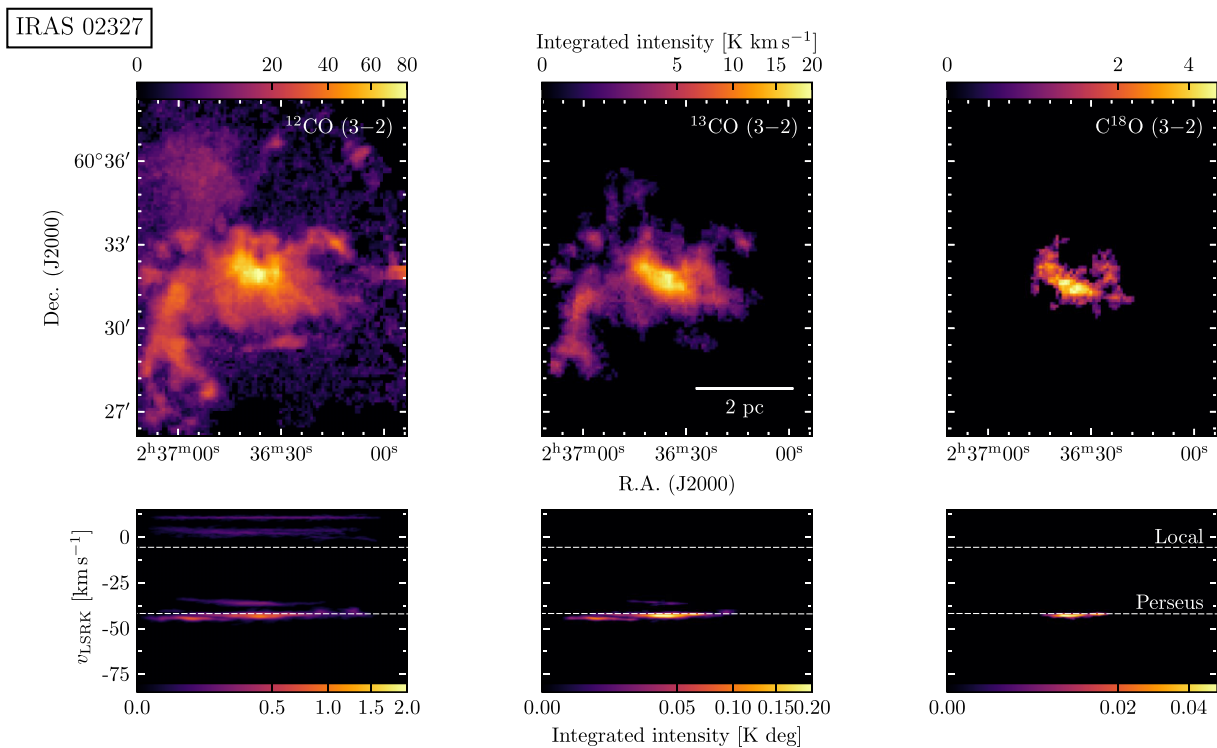 IRAS 02327
Integrated intensity [K km s⁻¹]
0 20 40 60 80
0 5 10 15 20
0 2 4
¹²CO (3−2)
¹³CO (3−2)
C¹⁸O (3−2)
60°36′
33′
30′
27′
Dec. (J2000)
2 pc
2ʰ37ᵐ00ˢ 36ᵐ30ˢ 00ˢ
2ʰ37ᵐ00ˢ 36ᵐ30ˢ 00ˢ
2ʰ37ᵐ00ˢ 36ᵐ30ˢ 00ˢ
R.A. (J2000)
0
-25
-50
-75
v_LSRK [km s⁻¹]
Local
Perseus
0.0 0.5 1.0 1.5 2.0
0.00 0.05 0.10 0.15 0.20
0.00 0.02 0.04
Integrated intensity [K deg]